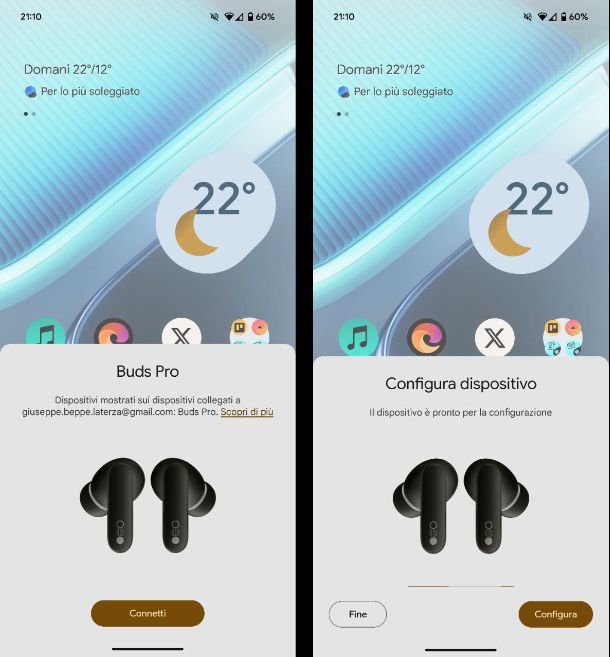 21:10
60%
Domani 22°/12°
Per lo più soleggiato
22°
Buds Pro
Dispositivi mostrati sui dispositivi collegati a
giuseppe.beppe.laterza@gmail.com: Buds Pro. Scopri di più
Connetti
21:10
60%
Domani 22°/12°
Per lo più soleggiato
22°
Configura dispositivo
Il dispositivo è pronto per la configurazione
Fine
Configura